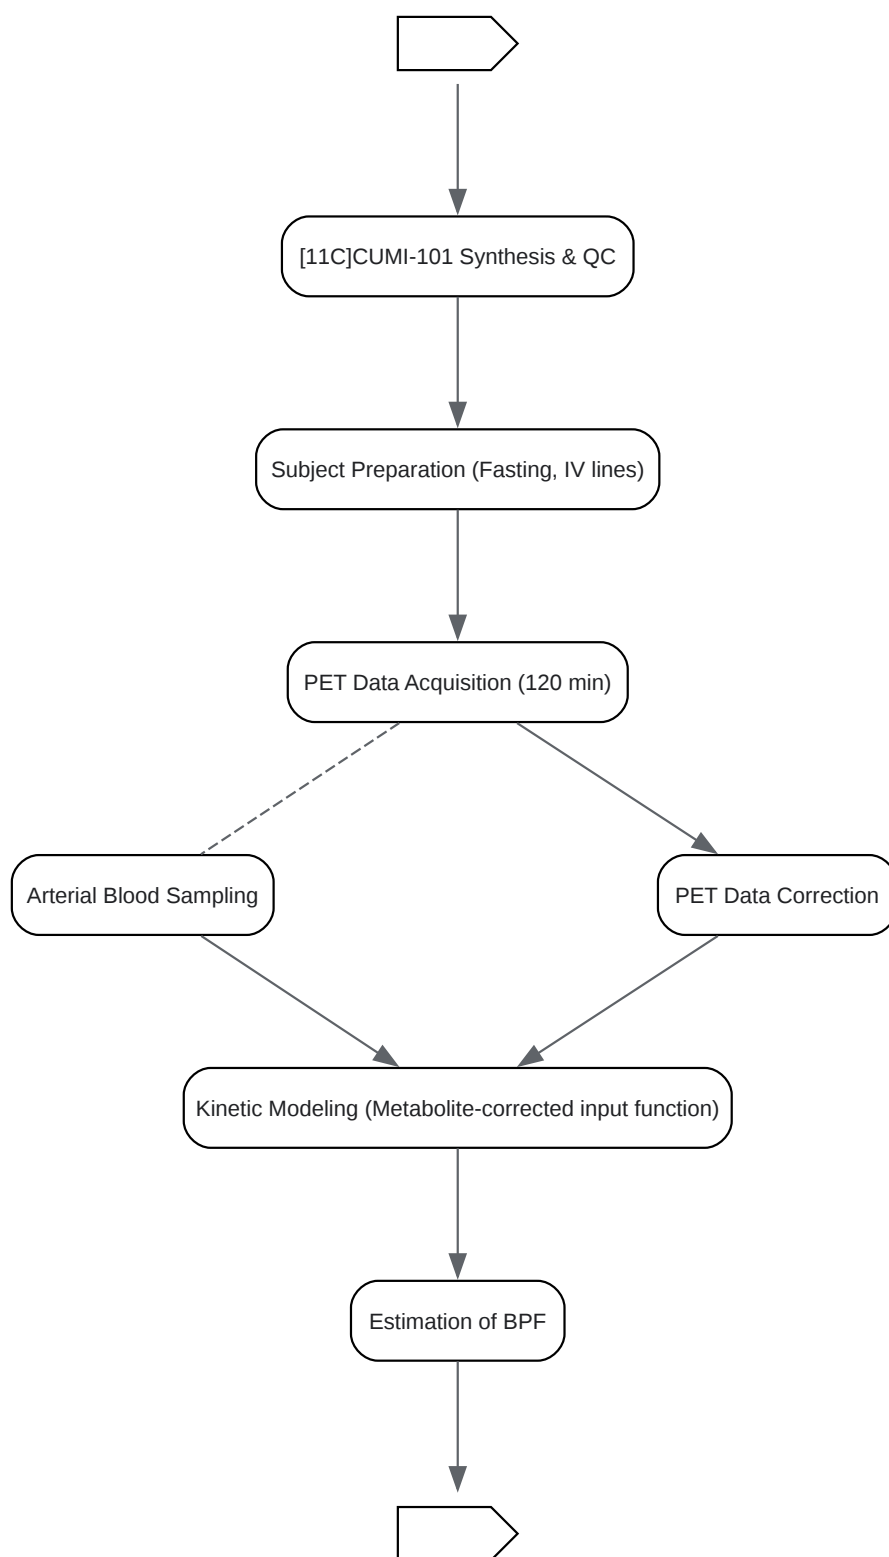 [11C]CUMI-101 Synthesis & QC
Subject Preparation (Fasting, IV lines)
PET Data Acquisition (120 min)
Arterial Blood Sampling
PET Data Correction
Kinetic Modeling (Metabolite-corrected input function)
Estimation of BPF